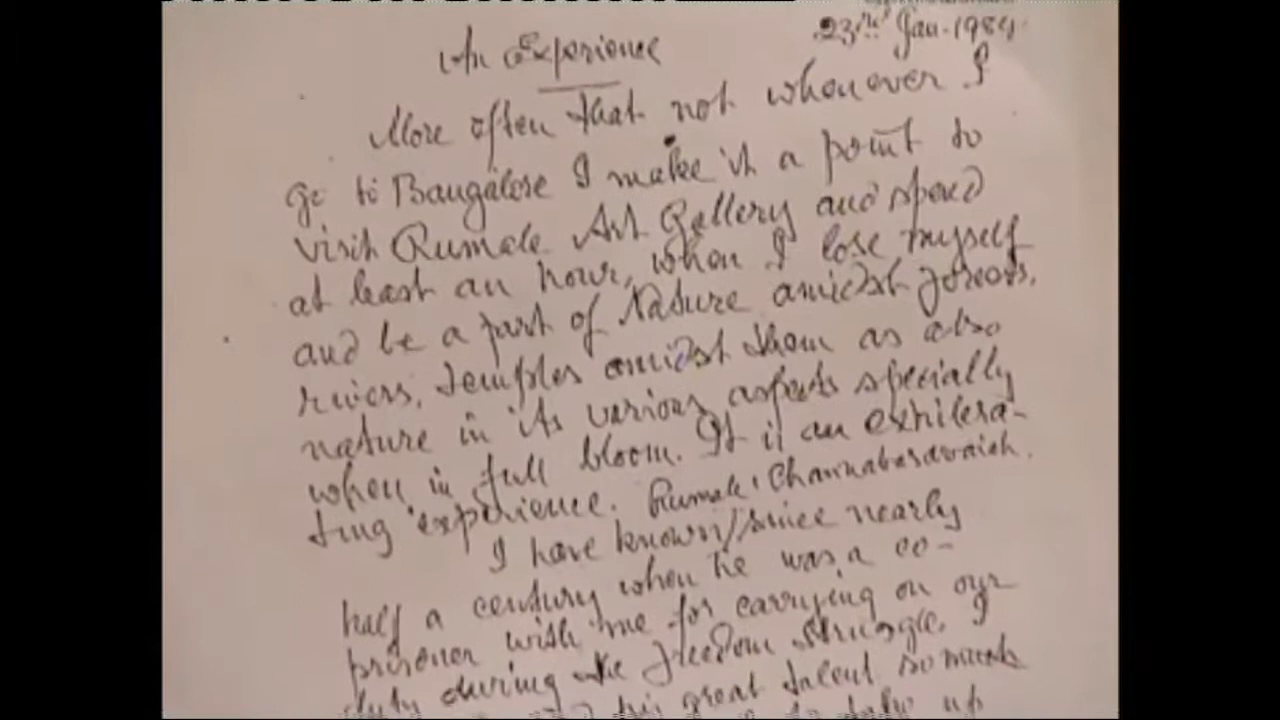 23rd Jan. 1984.
An Experience
More often that not whenever I
go to Bangalore I make it a point to
visit Rumale Art Gallery and spend
at least an hour, when I lose myself
and be a part of Nature amidst forests,
rivers, temples amidst them as also
nature in its various aspects specially
when in full bloom. It is an exhilera-
ting experience. Rumale Channabasavaiah.
I have known/since nearly
half a century when he was a co-
prisoner with me for carrying on our
duty during the freedom struggle. I
his great talent so much
to take up